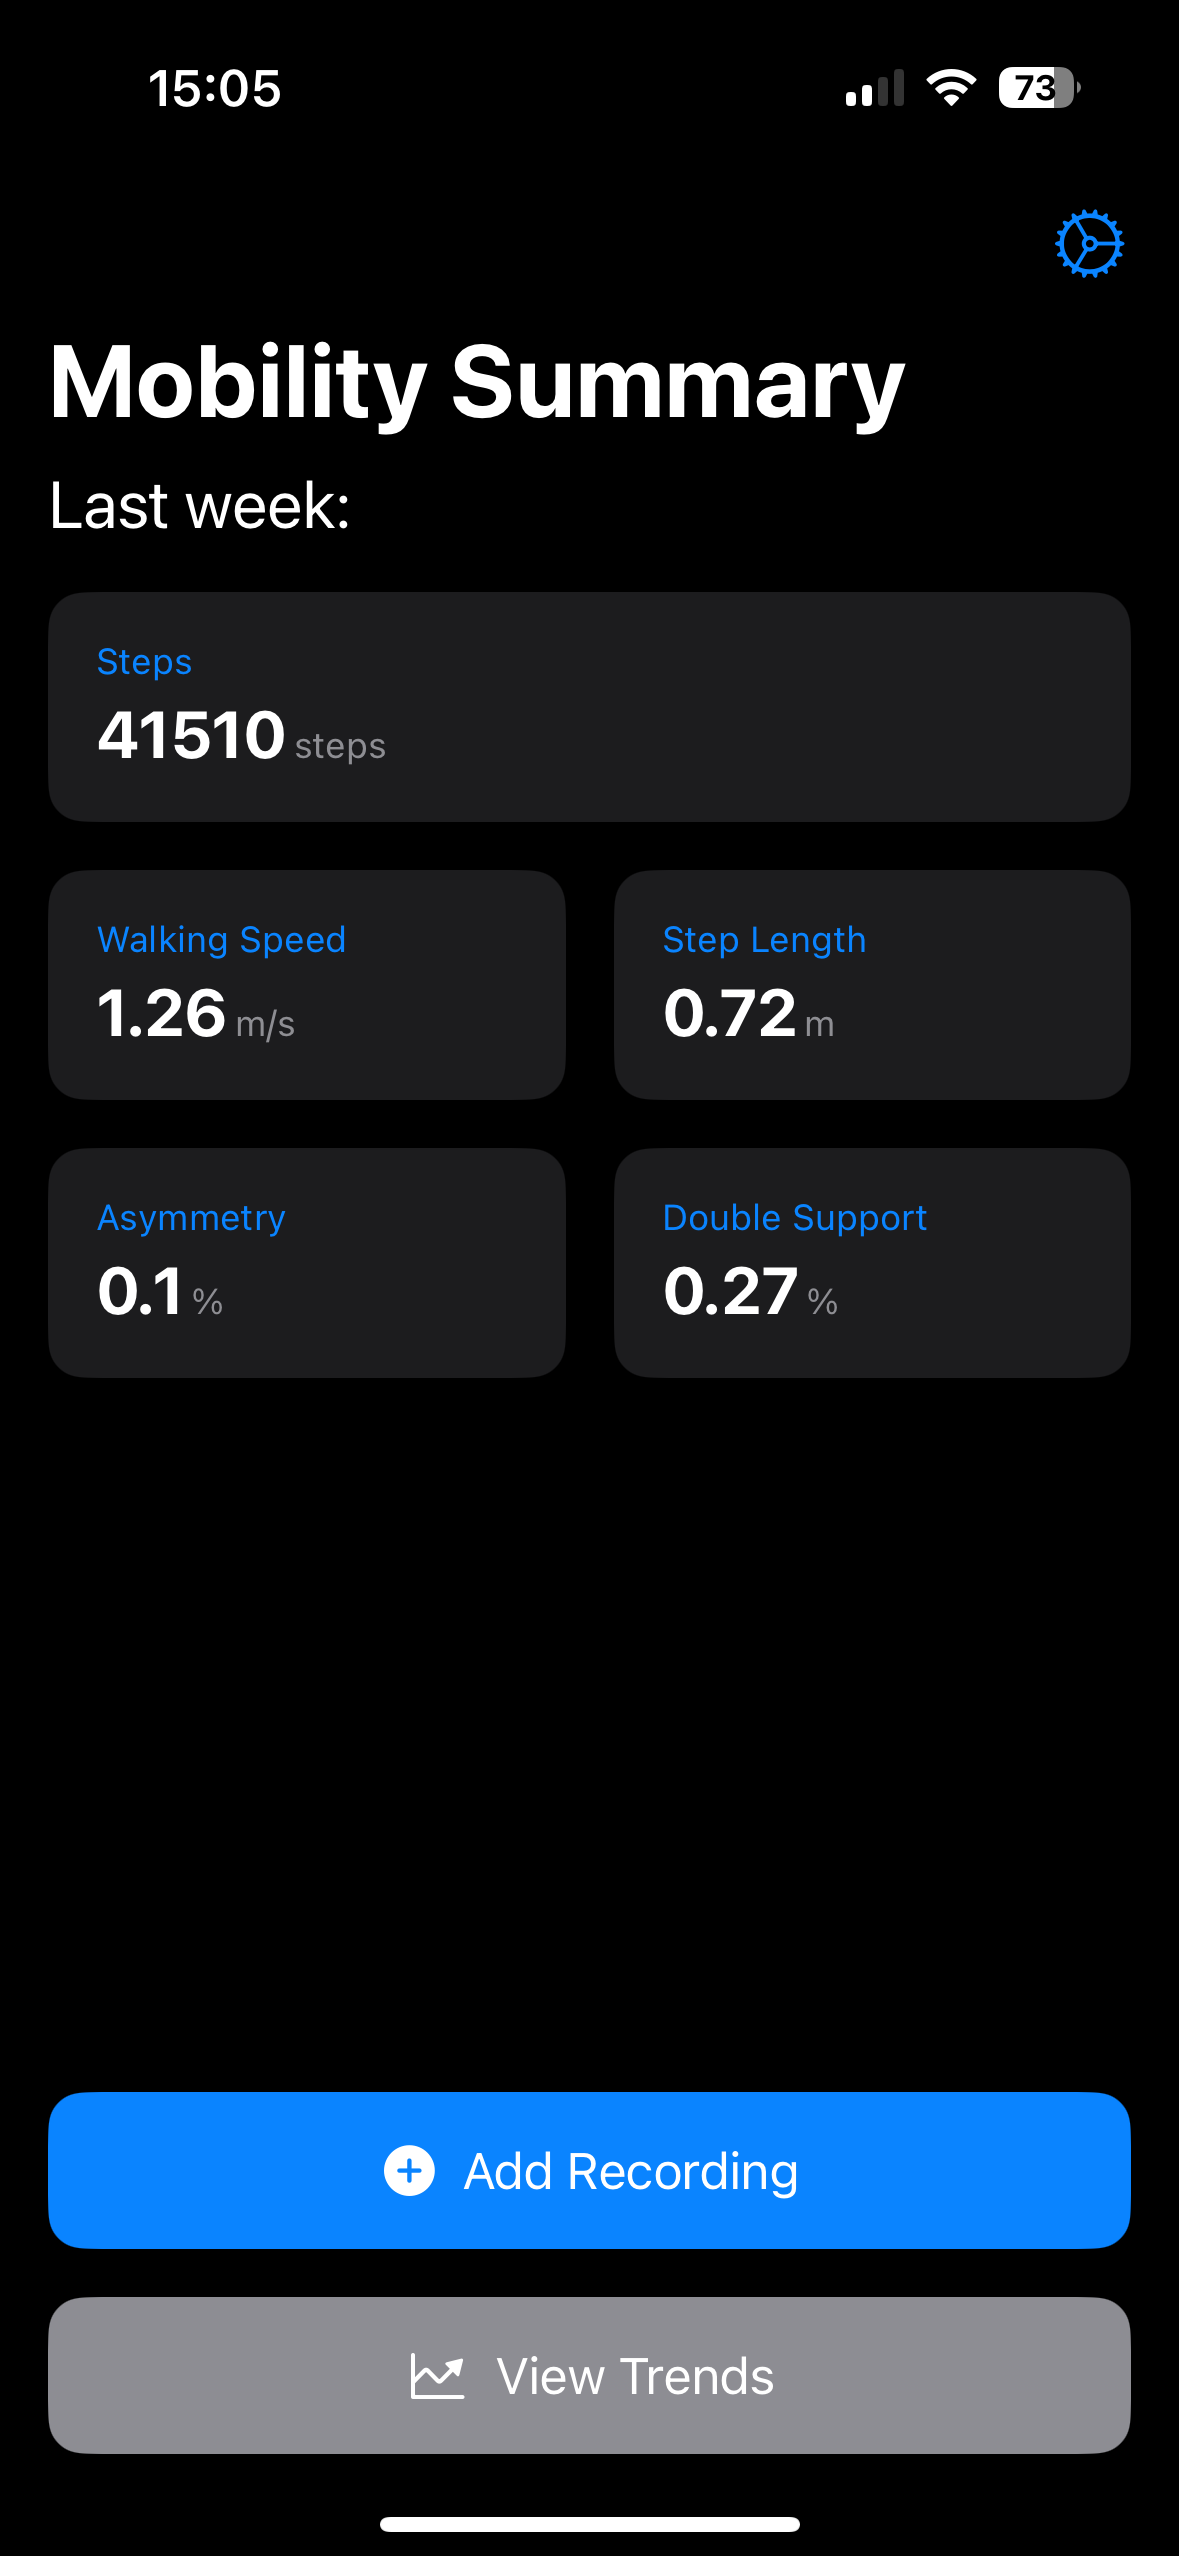 15:05
73
Mobility Summary
Last week:
Steps
41510 steps
Walking Speed
1.26 m/s
Step Length
0.72 m
Asymmetry
0.1 %
Double Support
0.27 %
Add Recording
View Trends